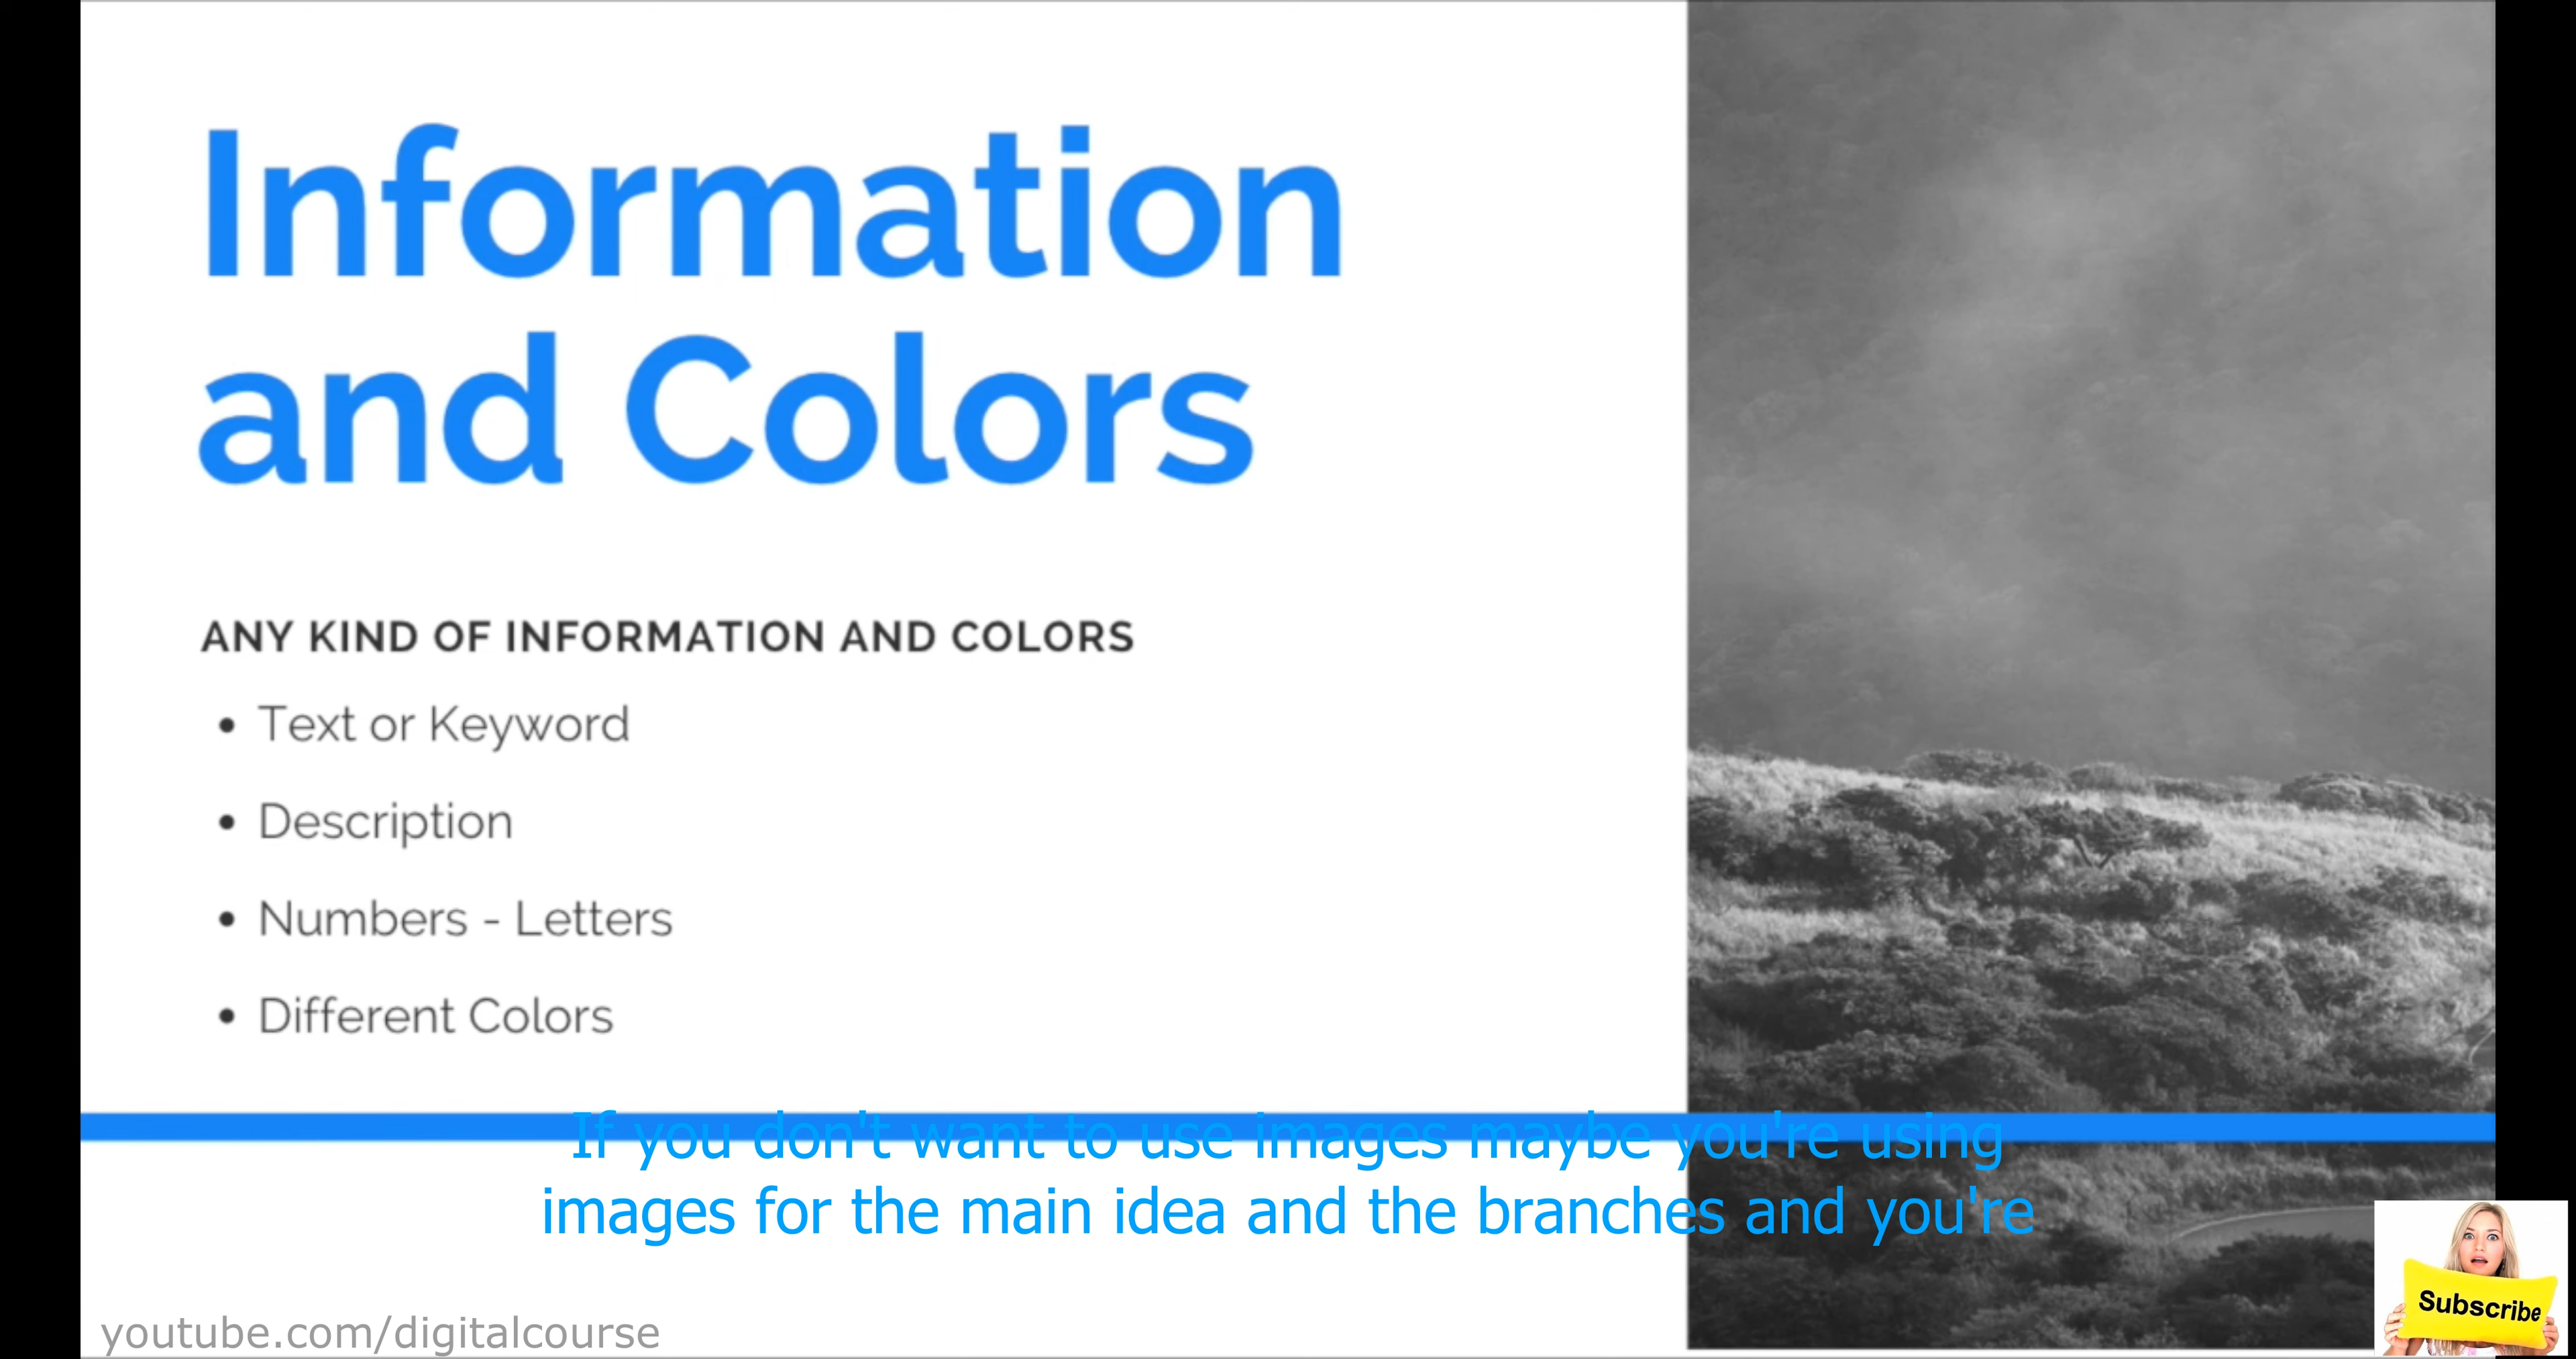 Information
and Colors
ANY KIND OF INFORMATION AND COLORS
• Text or Keyword
• Description
• Numbers - Letters
• Different Colors
If you don't want to use images maybe you're using
images for the main idea and the branches and you're
youtube.com/digitalcourse
Subscribe